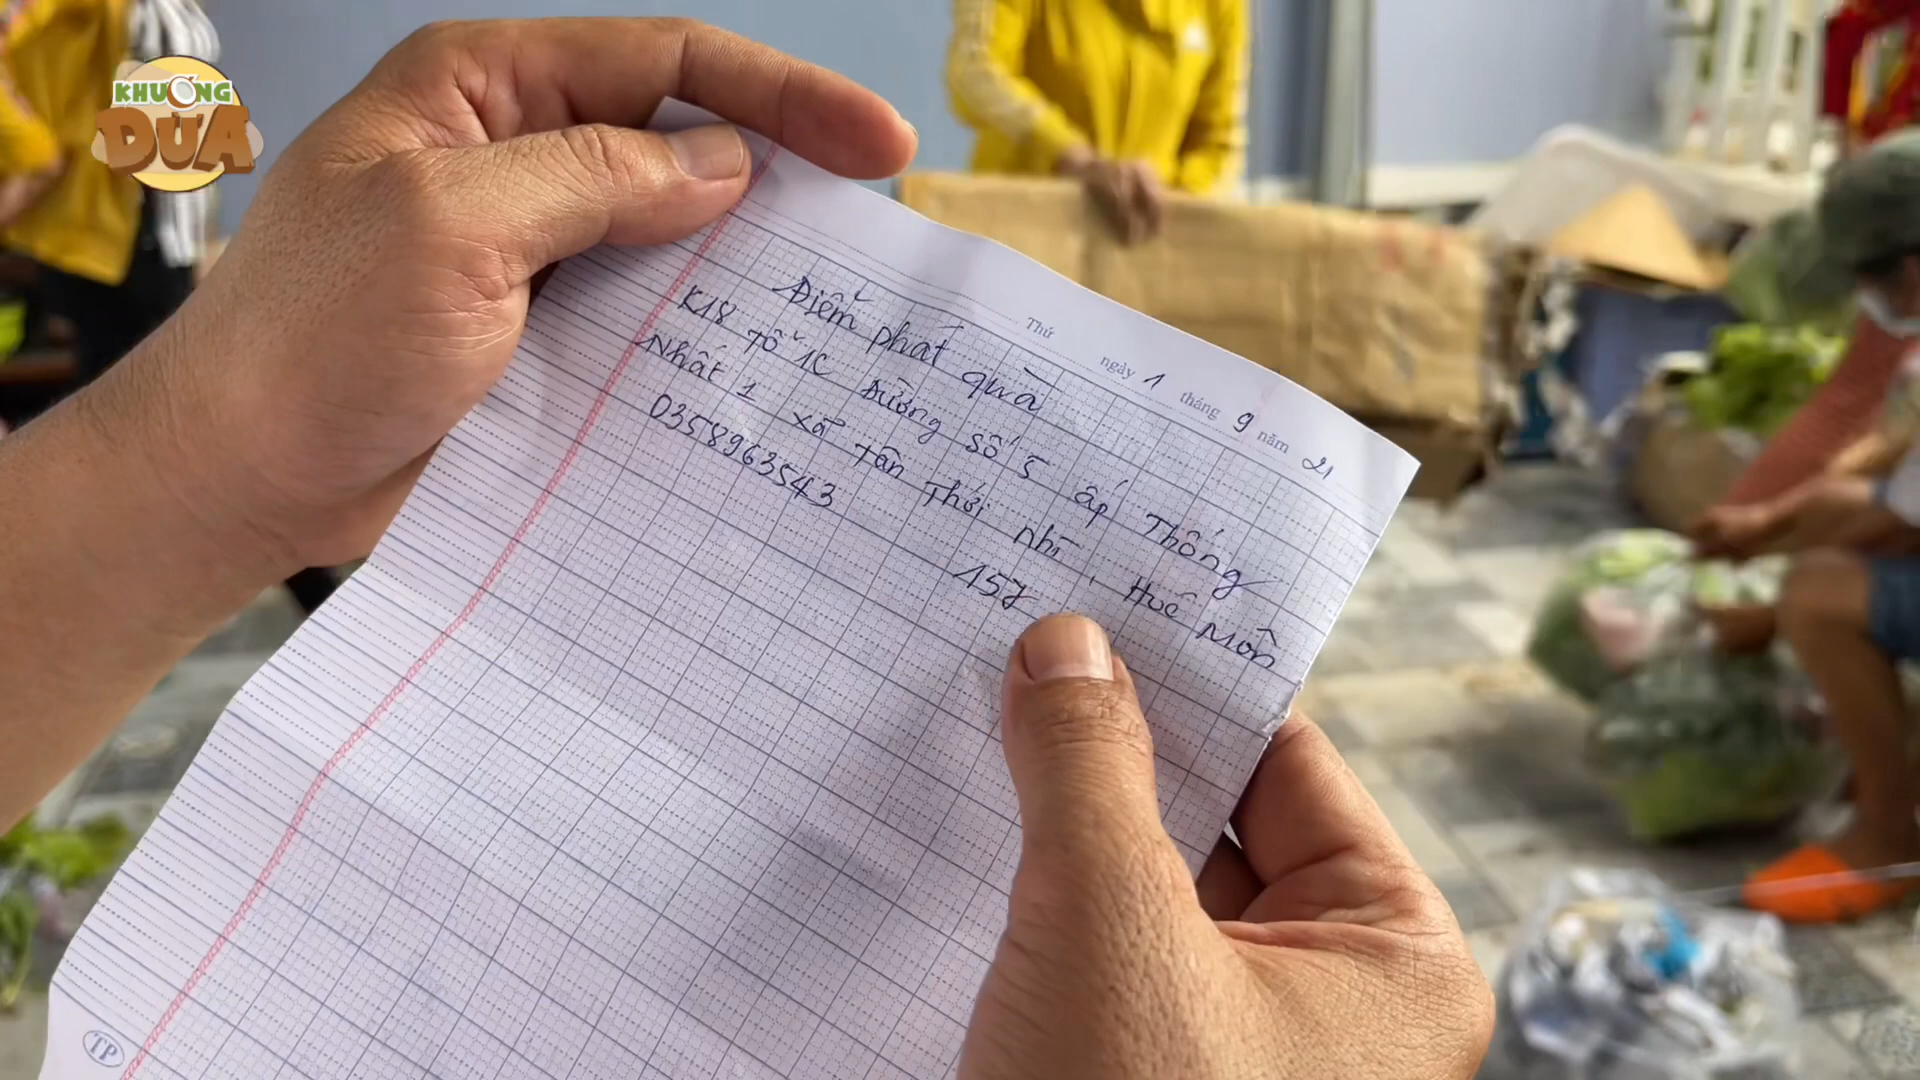 KHƯƠNG
DỪA
Thứ ngày 1 tháng 9 năm 21
Điểm phát quà
K18 Tổ 1C Đường số 5 ấp Thống
Nhất 1 xã Tân Thới Nhì, Huê Môn
0358963543
157
TP